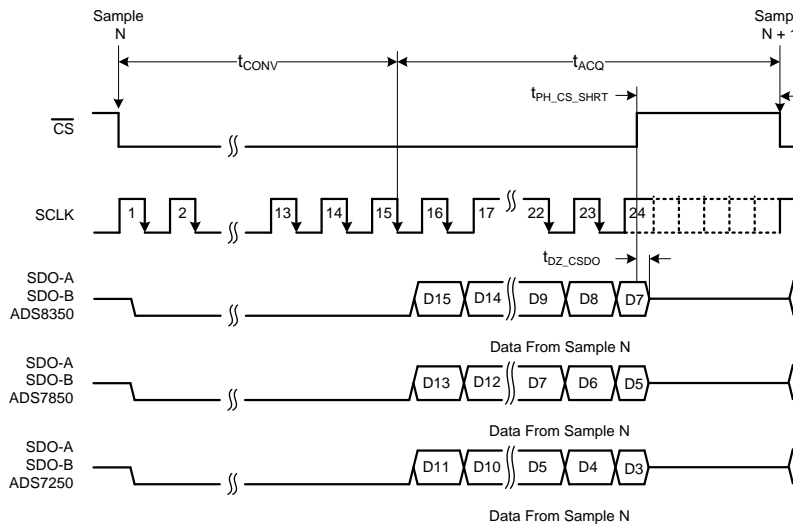 Sample
N
Samp
N + 1
tCONV
tACQ
tPH_CS_SHRT
CS
SCLK
1 2 13 14 15 16 17 22 23 24
tDZ_CSDO
SDO-A
SDO-B
ADS8350
D15 D14 D9 D8 D7
Data From Sample N
SDO-A
SDO-B
ADS7850
D13 D12 D7 D6 D5
Data From Sample N
SDO-A
SDO-B
ADS7250
D11 D10 D5 D4 D3
Data From Sample N